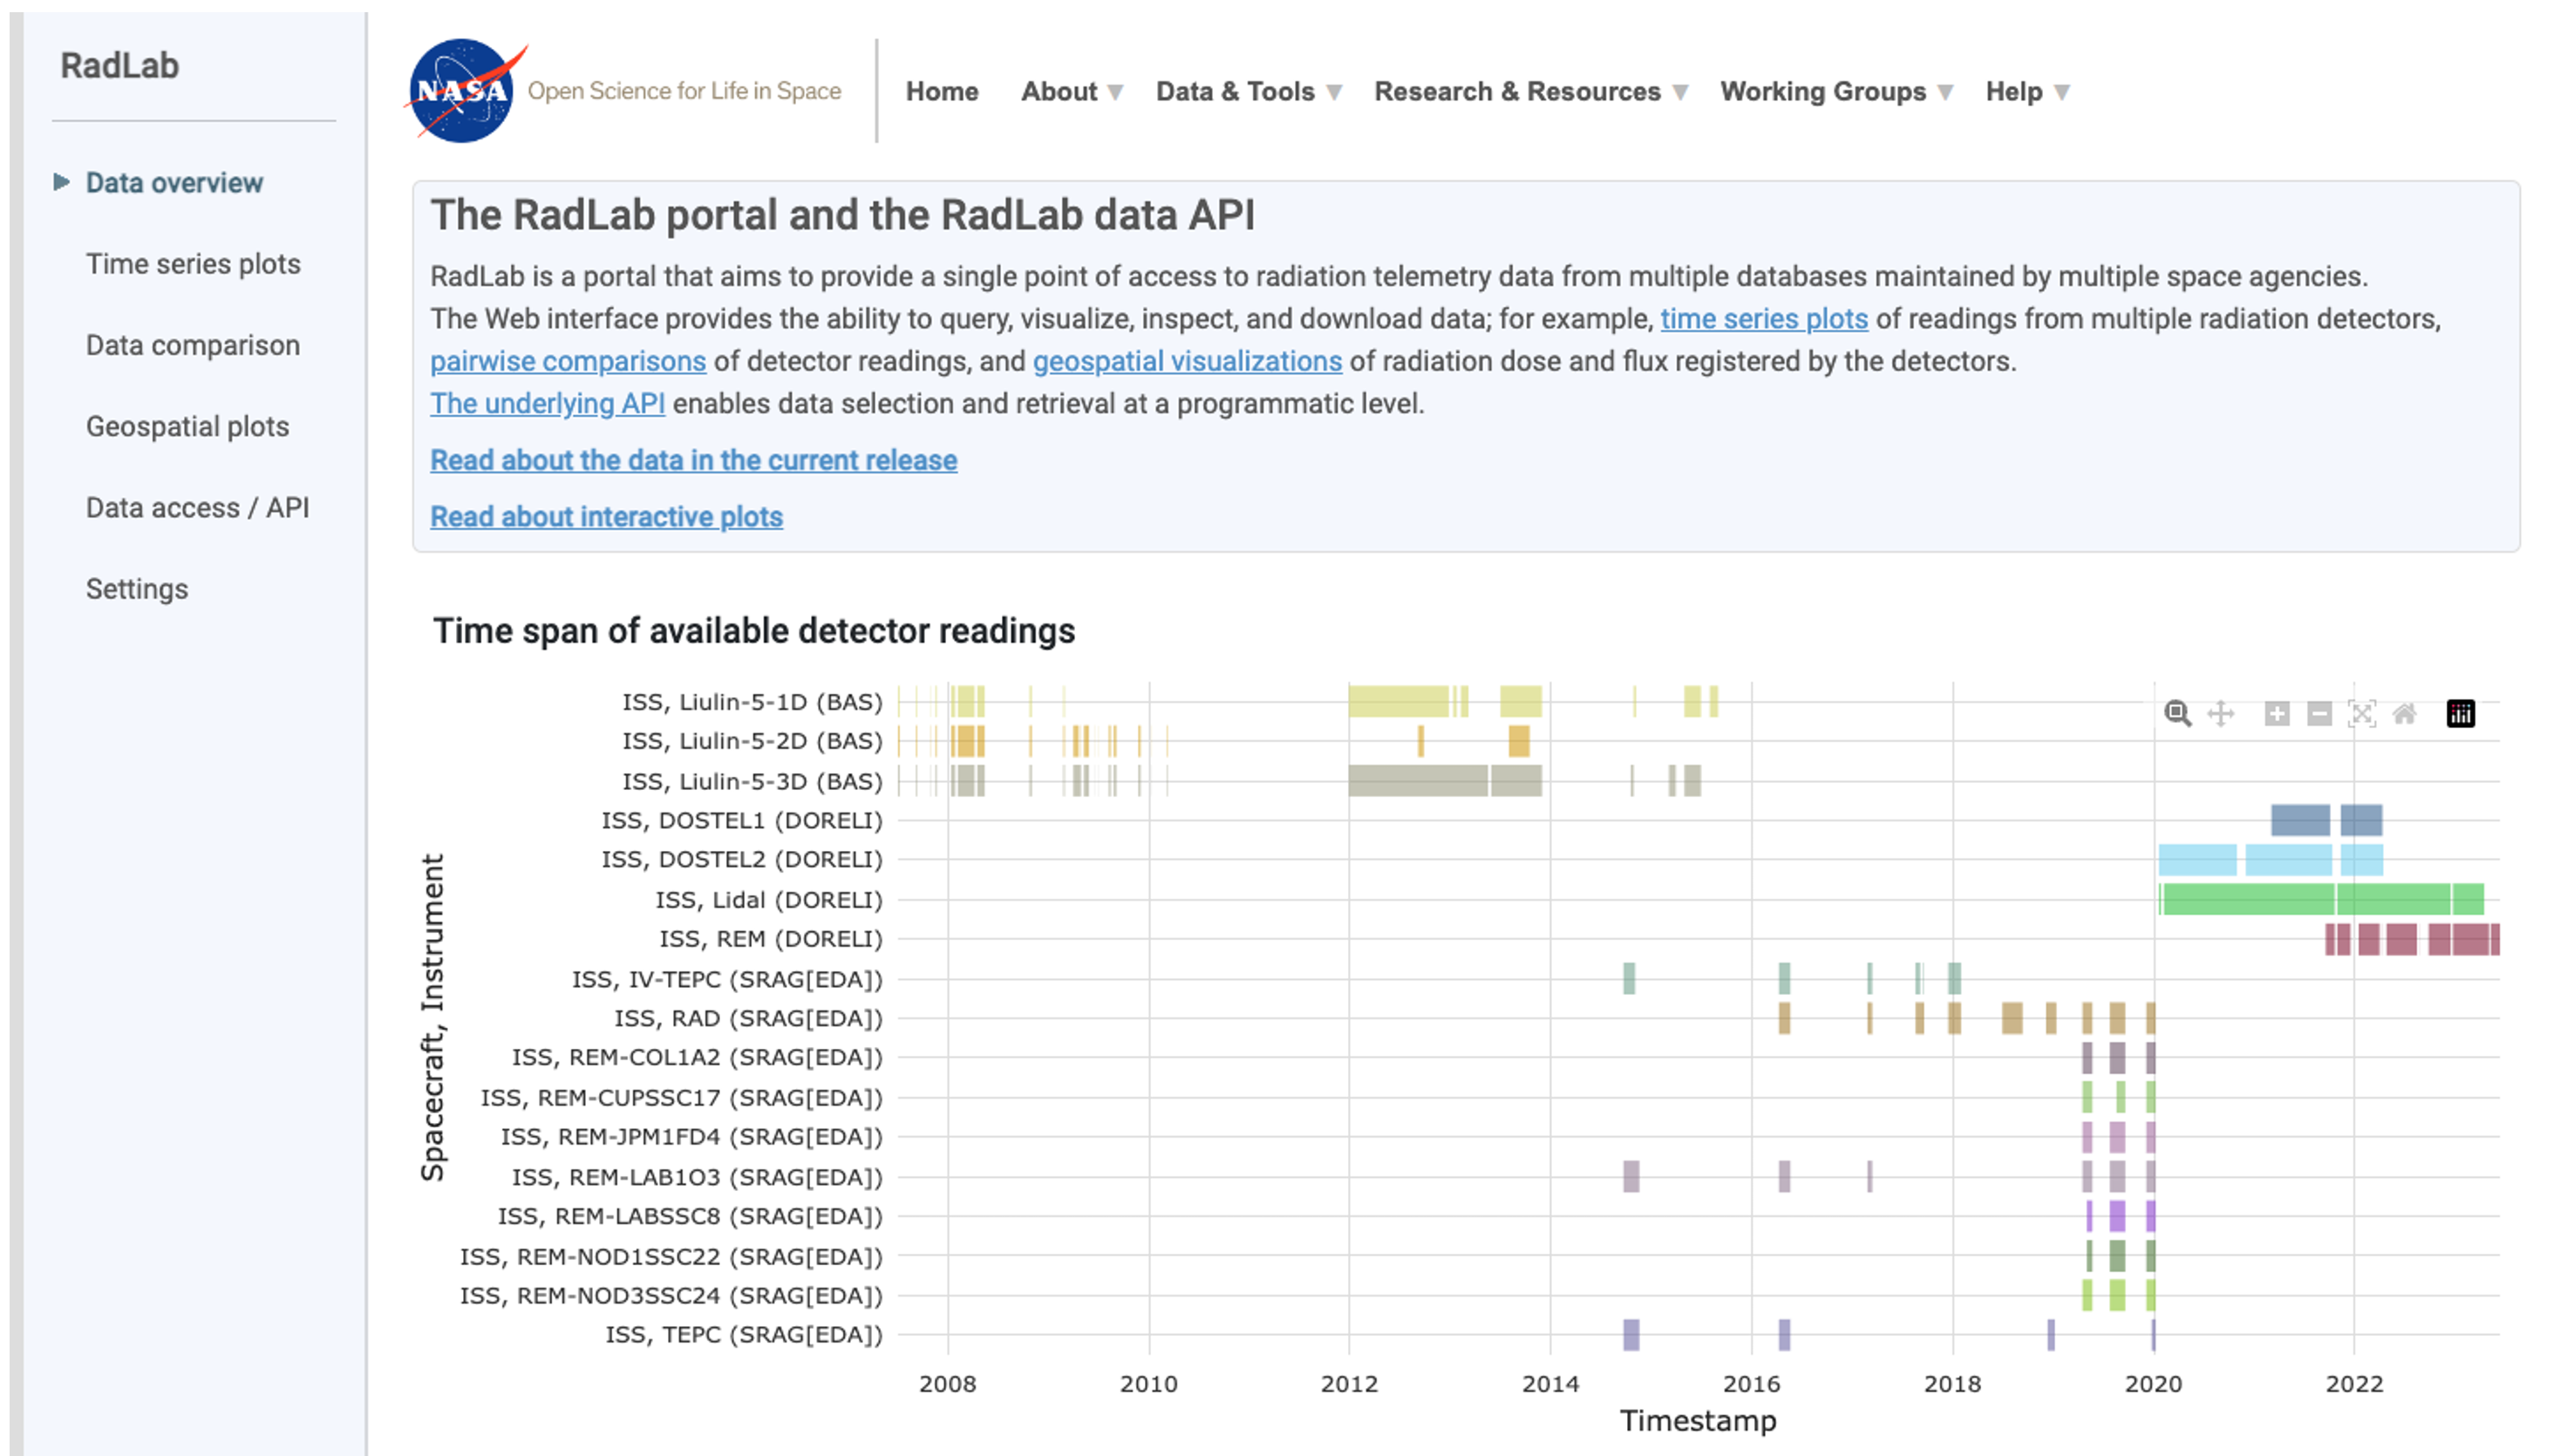 RadLab
Data overview
Time series plots
Data comparison
Geospatial plots
Data access / API
Settings
NASA
Open Science for Life in Space
Home
About
Data & Tools
Research & Resources
Working Groups
Help
The RadLab portal and the RadLab data API
RadLab is a portal that aims to provide a single point of access to radiation telemetry data from multiple databases maintained by multiple space agencies.
The Web interface provides the ability to query, visualize, inspect, and download data; for example, time series plots of readings from multiple radiation detectors,
pairwise comparisons of detector readings, and geospatial visualizations of radiation dose and flux registered by the detectors.
The underlying API enables data selection and retrieval at a programmatic level.
Read about the data in the current release
Read about interactive plots
Time span of available detector readings
Spacecraft, Instrument
ISS, Liulin-5-1D (BAS)
ISS, Liulin-5-2D (BAS)
ISS, Liulin-5-3D (BAS)
ISS, DOSTEL1 (DORELI)
ISS, DOSTEL2 (DORELI)
ISS, Lidal (DORELI)
ISS, REM (DORELI)
ISS, IV-TEPC (SRAG[EDA])
ISS, RAD (SRAG[EDA])
ISS, REM-COL1A2 (SRAG[EDA])
ISS, REM-CUPSSC17 (SRAG[EDA])
ISS, REM-JPM1FD4 (SRAG[EDA])
ISS, REM-LAB1O3 (SRAG[EDA])
ISS, REM-LABSSC8 (SRAG[EDA])
ISS, REM-NOD1SSC22 (SRAG[EDA])
ISS, REM-NOD3SSC24 (SRAG[EDA])
ISS, TEPC (SRAG[EDA])
2008 2010 2012 2014 2016 2018 2020 2022
Timestamp